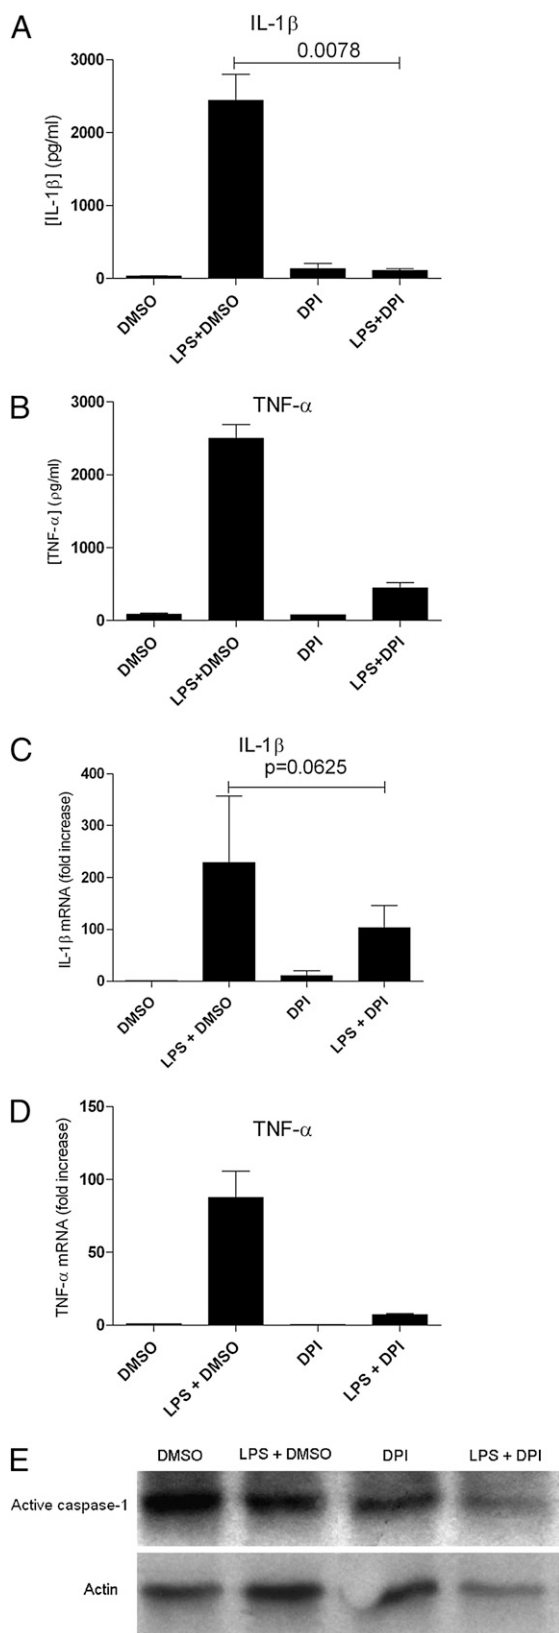 A
IL-1β
0.0078
[IL-1β] (pg/ml)
3000
2000
1000
0
DMSO
LPS+DMSO
DPI
LPS+DPI
B
TNF-α
[TNF-α] (ρg/ml)
3000
2000
1000
0
DMSO
LPS+DMSO
DPI
LPS+DPI
C
IL-1β
p=0.0625
IL-1β mRNA (fold increase)
400
300
200
100
0
DMSO
LPS + DMSO
DPI
LPS + DPI
D
TNF-α
TNF-α mRNA (fold increase)
150
100
50
0
DMSO
LPS + DMSO
DPI
LPS + DPI
E
DMSO LPS + DMSO DPI LPS + DPI
Active caspase-1
Actin